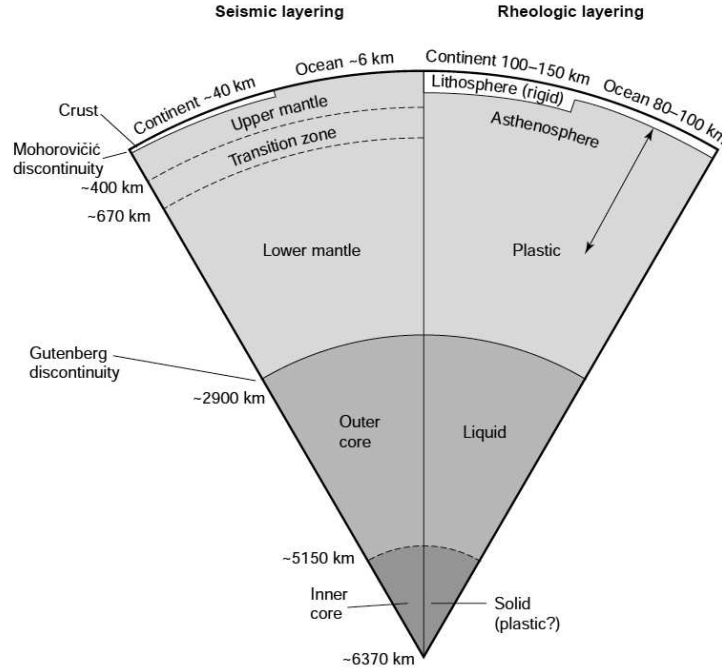 Seismic layering
Rheologic layering
Continent ~40 km
Ocean ~6 km
Continent 100–150 km
Ocean 80–100 km
Crust
Mohorovičić
discontinuity
Upper mantle
Transition zone
Lithosphere (rigid)
Asthenosphere
~400 km
~670 km
Lower mantle
Plastic
Gutenberg
discontinuity
~2900 km
Outer
core
Liquid
~5150 km
Inner
core
Solid
(plastic?)
~6370 km